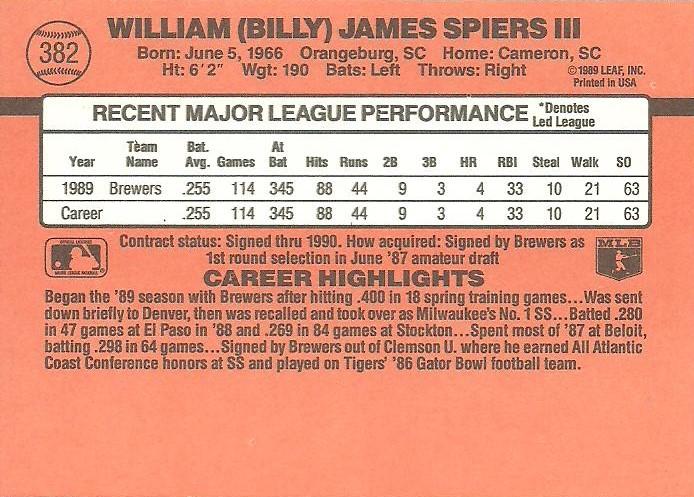 382
WILLIAM (BILLY) JAMES SPIERS III
Born: June 5, 1966 Orangeburg, SC Home: Cameron, SC
Ht: 6'2" Wgt: 190 Bats: Left Throws: Right
©1989 LEAF, INC.
Printed in USA
RECENT MAJOR LEAGUE PERFORMANCE *Denotes Led League
Year Team Name Bat. Avg. Games At Bat Hits Runs 2B 3B HR RBI Steal Walk SO
1989 Brewers .255 114 345 88 44 9 3 4 33 10 21 63
Career .255 114 345 88 44 9 3 4 33 10 21 63
Contract status: Signed thru 1990. How acquired: Signed by Brewers as
1st round selection in June '87 amateur draft
MLB
CAREER HIGHLIGHTS
Began the '89 season with Brewers after hitting .400 in 18 spring training games...Was sent
down briefly to Denver, then was recalled and took over as Milwaukee's No. 1 SS...Batted .280
in 47 games at El Paso in '88 and .269 in 84 games at Stockton...Spent most of '87 at Beloit,
batting .298 in 64 games...Signed by Brewers out of Clemson U. where he earned All Atlantic
Coast Conference honors at SS and played on Tigers' '86 Gator Bowl football team.